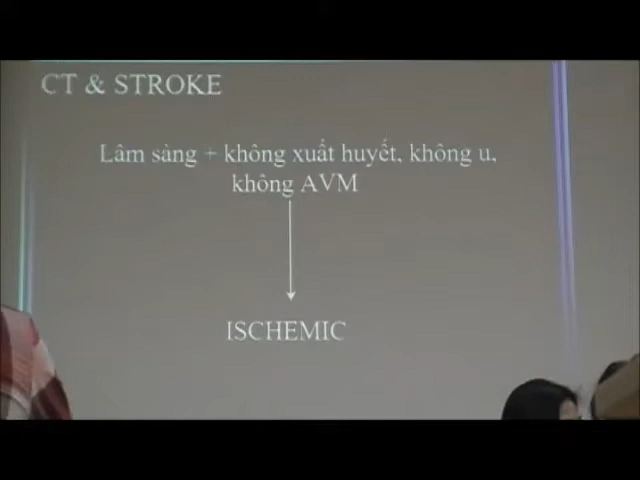 CT & STROKE
Lâm sàng + không xuất huyết, không u,
không AVM
ISCHEMIC